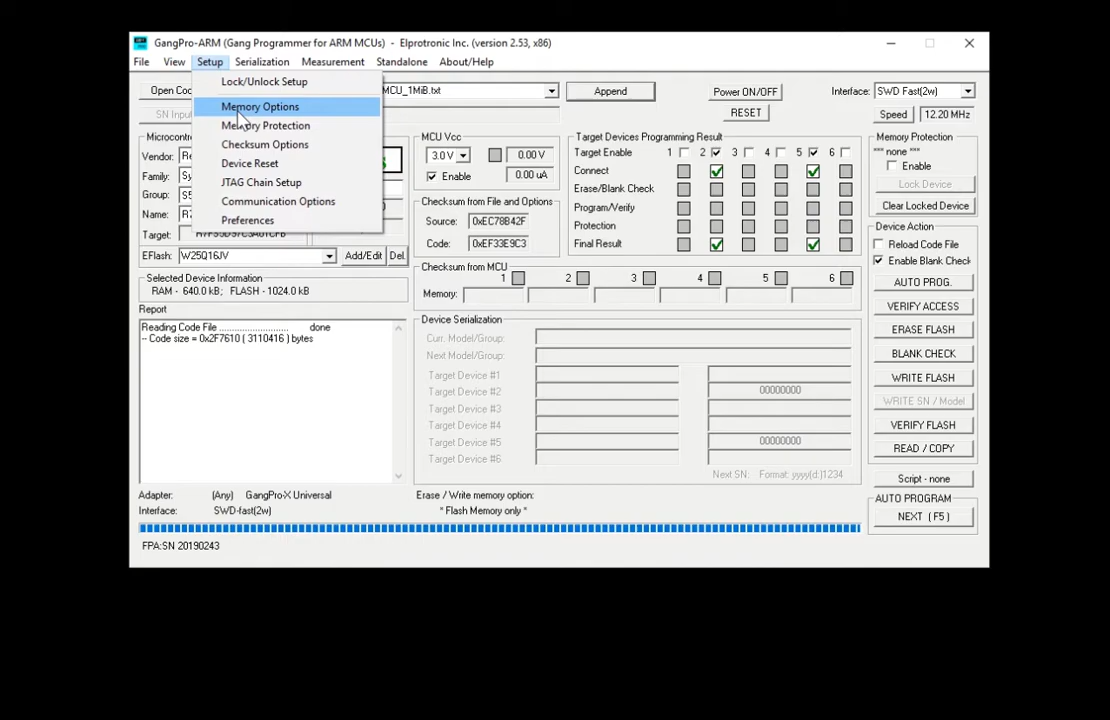 GangPro-ARM (Gang Programmer for ARM MCUs) - Elprotronic Inc. (version 2.53, x86)
File View Setup Serialization Measurement Standalone About/Help
Lock/Unlock Setup
Memory Options
Memory Protection
Checksum Options
Device Reset
JTAG Chain Setup
Communication Options
Preferences
Open Coc
MCU_1MiB.txt
Append
Power ON/OFF
Interface: SWD Fast(2w)
SN Input
RESET
Speed 12.20 MHz
Microcontro
Vendor: Re
Family: Sy
Group: S5
Name: R7
Target: R7FS5D57C3A01CFB
EFlash: W25Q16JV Add/Edit Del.
Selected Device Information
RAM - 640.0 kB; FLASH - 1024.0 kB
Report
Reading Code File ............................ done
-- Code size = 0x2F7610 ( 3110416 ) bytes
MCU Vcc
3.0 V 0.00 V
Enable 0.00 uA
Checksum from File and Options
Source: 0xEC78B42F
Code: 0xEF33E9C3
Target Devices Programming Result
Target Enable 1 2 3 4 5 6
Connect
Erase/Blank Check
Program/Verify
Protection
Final Result
Checksum from MCU
1 2 3 4 5 6
Memory:
Device Serialization
Curr. Model/Group:
Next Model/Group:
Target Device #1
Target Device #2 00000000
Target Device #3
Target Device #4
Target Device #5 00000000
Target Device #6
Next SN: Format: yyyy(d:)1234
Memory Protection
*** none ***
Enable
Lock Device
Clear Locked Device
Device Action
Reload Code File
Enable Blank Check
AUTO PROG.
VERIFY ACCESS
ERASE FLASH
BLANK CHECK
WRITE FLASH
WRITE SN / Model
VERIFY FLASH
READ / COPY
Script - none
AUTO PROGRAM
NEXT ( F5 )
Adapter: (Any) GangPro-X Universal
Interface: SWD-fast(2w)
Erase / Write memory option:
* Flash Memory only *
FPA:SN 20190243